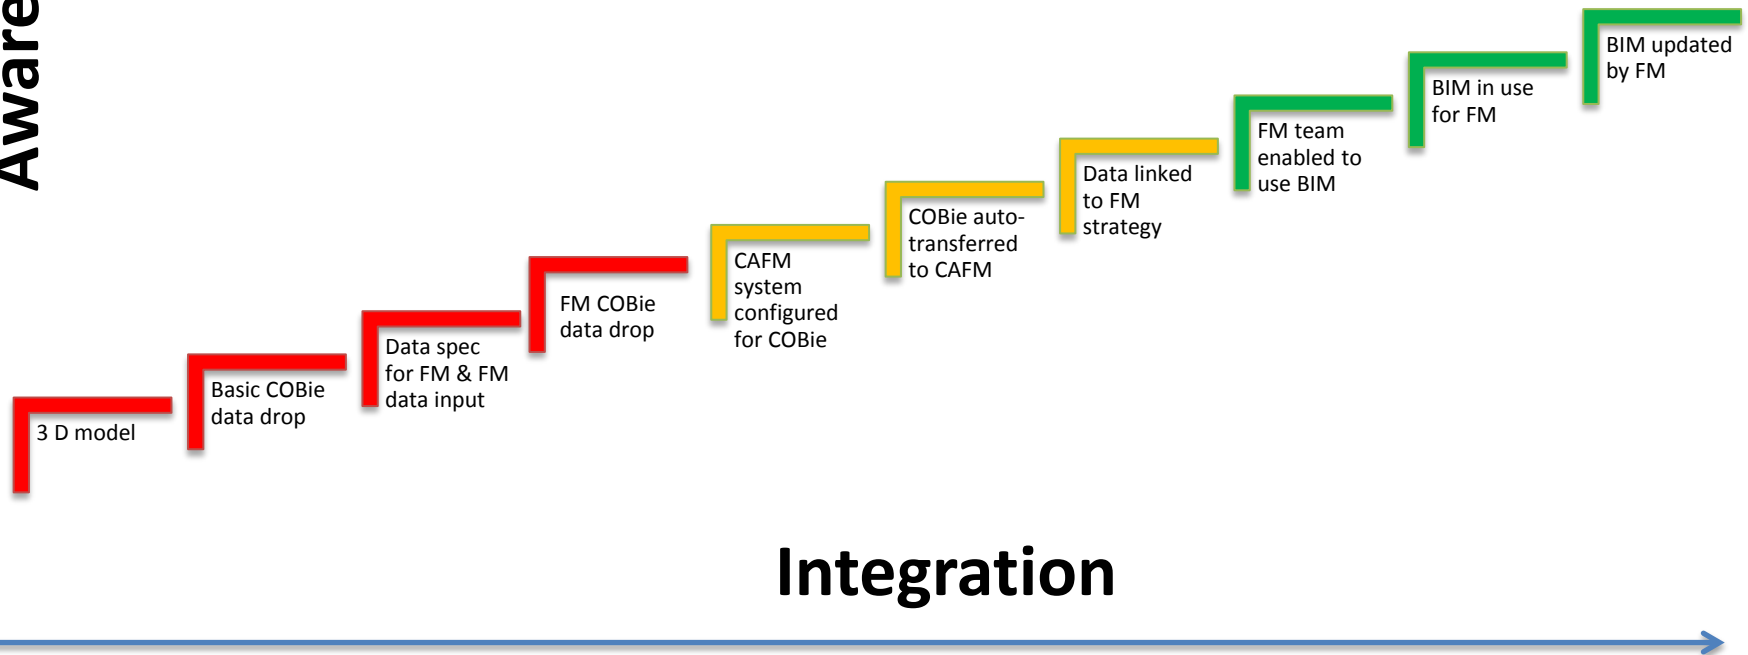 Aware
BIM updated
by FM
BIM in use
for FM
FM team
enabled to
use BIM
Data linked
to FM
strategy
COBie auto-
transferred
to CAFM
CAFM
system
configured
for COBie
FM COBie
data drop
Data spec
for FM & FM
data input
Basic COBie
data drop
3 D model
Integration